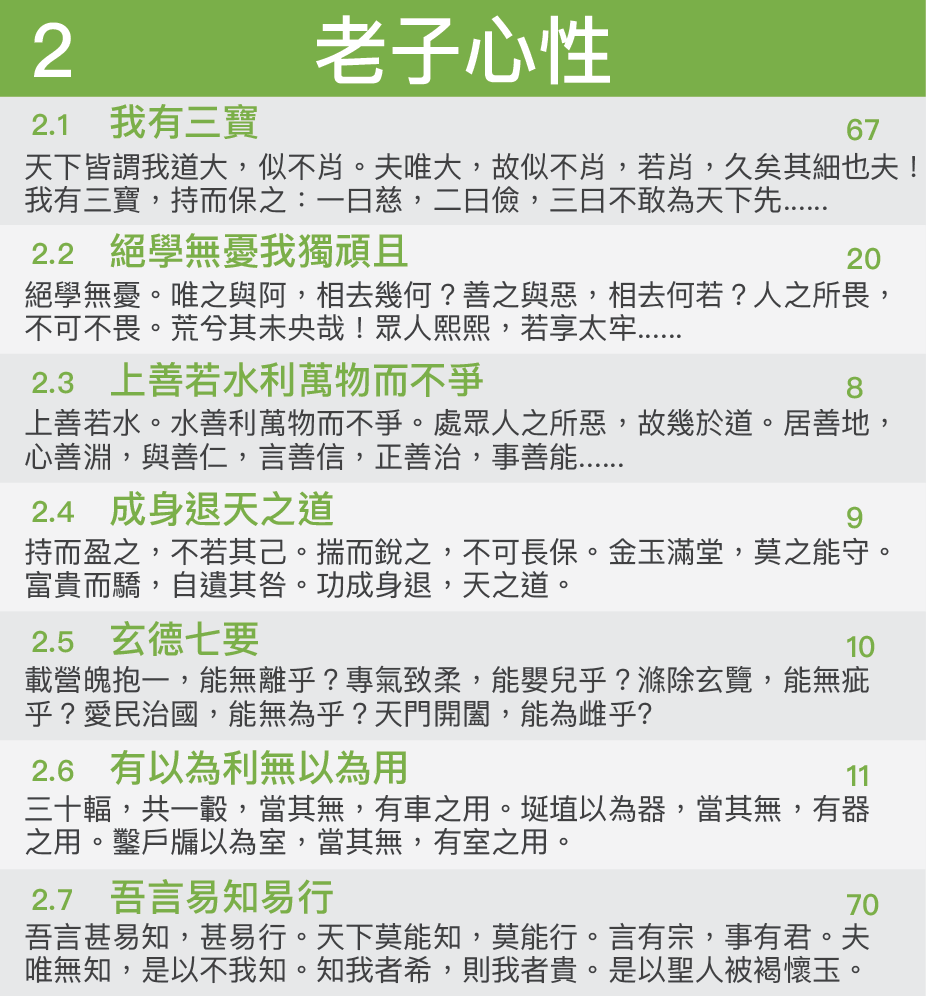 2 老子心性
2.1 我有三寶 67
天下皆謂我道大，似不肖。夫唯大，故似不肖，若肖，久矣其細也夫！
我有三寶，持而保之：一曰慈，二曰儉，三曰不敢為天下先......
2.2 絕學無憂我獨頑且 20
絕學無憂。唯之與阿，相去幾何？善之與惡，相去何若？人之所畏，
不可不畏。荒兮其未央哉！眾人熙熙，若享太牢......
2.3 上善若水利萬物而不爭 8
上善若水。水善利萬物而不爭。處眾人之所惡，故幾於道。居善地，
心善淵，與善仁，言善信，正善治，事善能......
2.4 成身退天之道 9
持而盈之，不若其己。揣而銳之，不可長保。金玉滿堂，莫之能守。
富貴而驕，自遺其咎。功成身退，天之道。
2.5 玄德七要 10
載營魄抱一，能無離乎？專氣致柔，能嬰兒乎？滌除玄覽，能無疵
乎？愛民治國，能無為乎？天門開闔，能為雌乎?
2.6 有以為利無以為用 11
三十輻，共一轂，當其無，有車之用。埏埴以為器，當其無，有器
之用。鑿戶牖以為室，當其無，有室之用。
2.7 吾言易知易行 70
吾言甚易知，甚易行。天下莫能知，莫能行。言有宗，事有君。夫
唯無知，是以不我知。知我者希，則我者貴。是以聖人被褐懷玉。